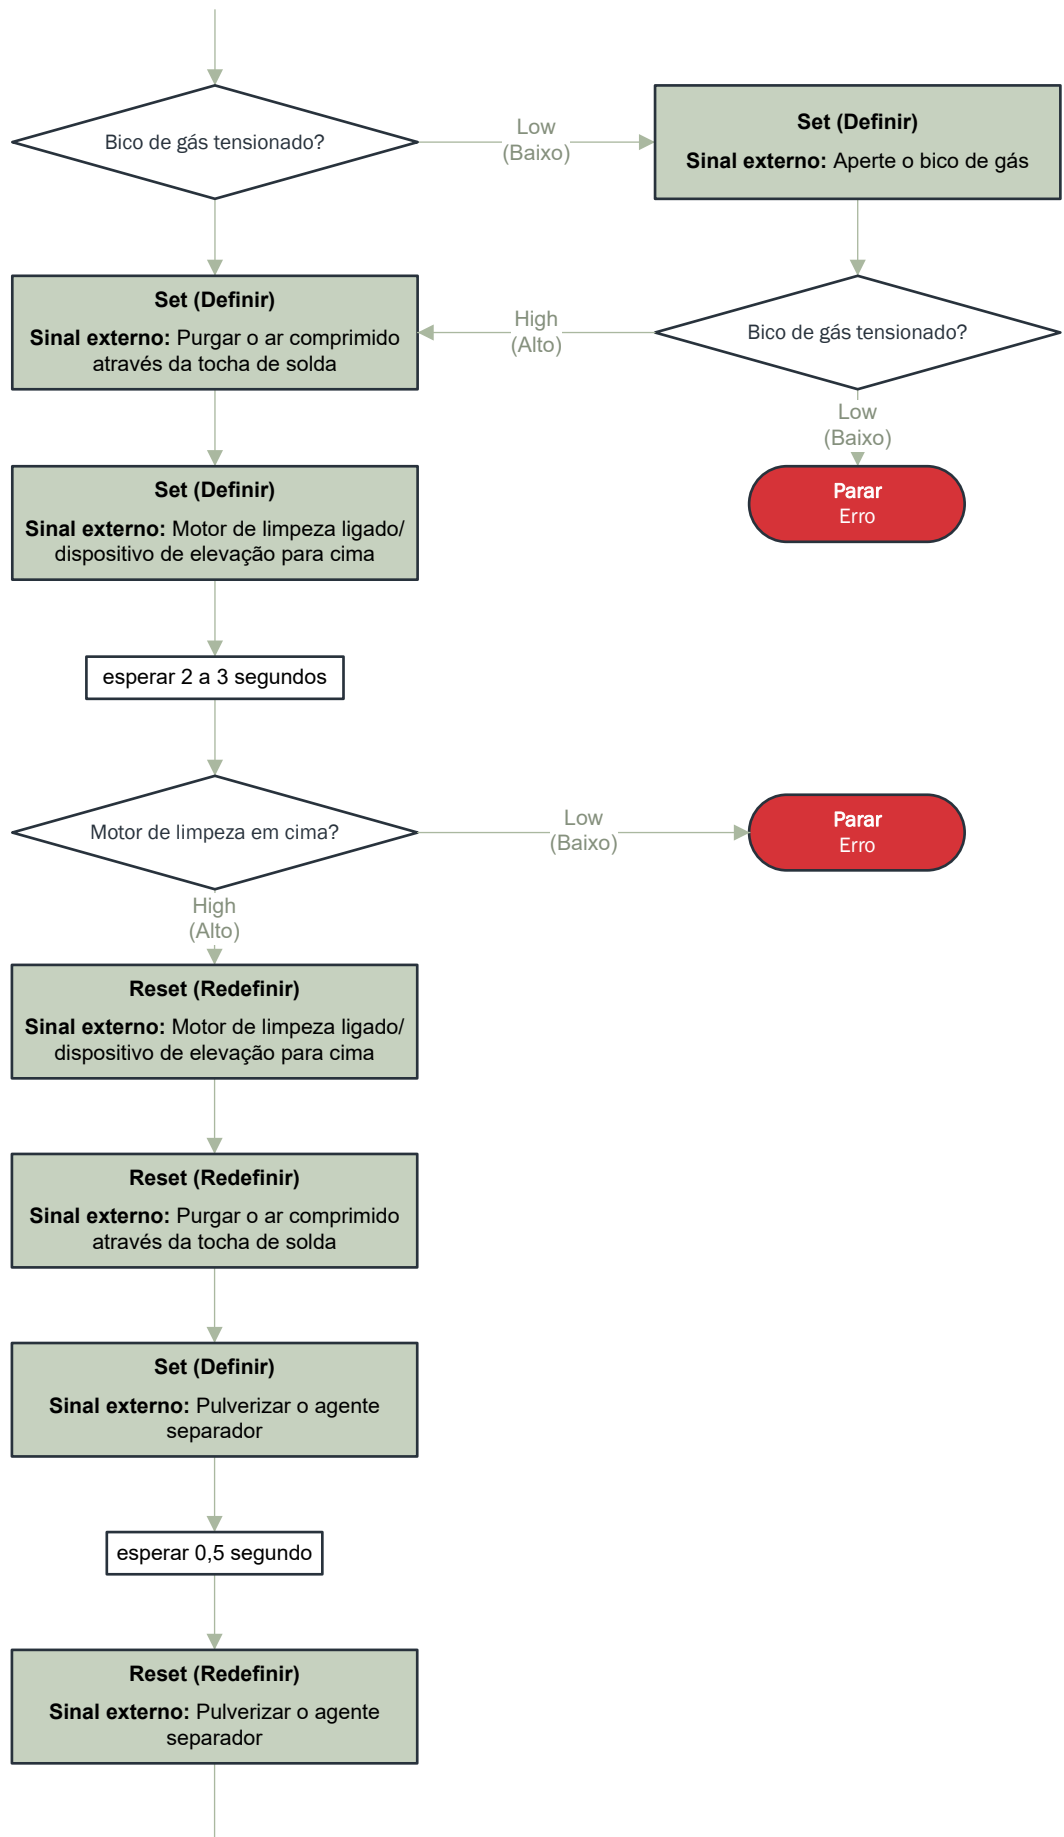 Bico de gás tensionado?
Low
(Baixo)
Set (Definir)
Sinal externo: Aperte o bico de gás
Set (Definir)
Sinal externo: Purgar o ar comprimido
através da tocha de solda
High
(Alto)
Bico de gás tensionado?
Low
(Baixo)
Set (Definir)
Sinal externo: Motor de limpeza ligado/
dispositivo de elevação para cima
Parar
Erro
esperar 2 a 3 segundos
Motor de limpeza em cima?
Low
(Baixo)
Parar
Erro
High
(Alto)
Reset (Redefinir)
Sinal externo: Motor de limpeza ligado/
dispositivo de elevação para cima
Reset (Redefinir)
Sinal externo: Purgar o ar comprimido
através da tocha de solda
Set (Definir)
Sinal externo: Pulverizar o agente
separador
esperar 0,5 segundo
Reset (Redefinir)
Sinal externo: Pulverizar o agente
separador